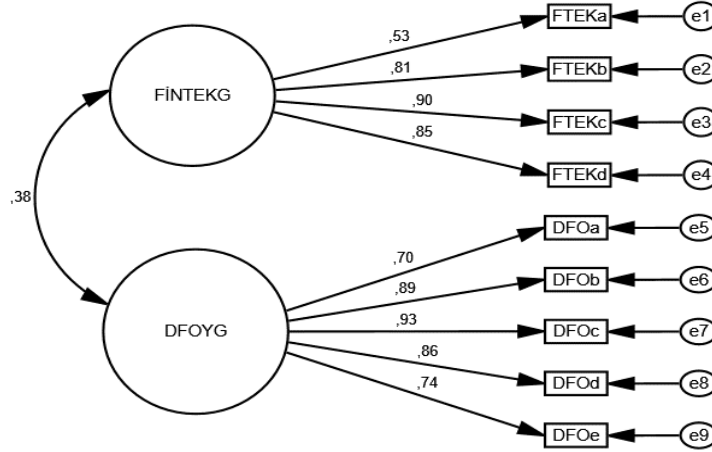 FTEKa
e1
,53
FTEKb
e2
,81
FİNTEKG
,90
FTEKc
e3
,85
FTEKd
e4
,38
DFOa
e5
,70
DFOb
e6
,89
DFOYG
,93
DFOc
e7
,86
DFOd
e8
,74
DFOe
e9